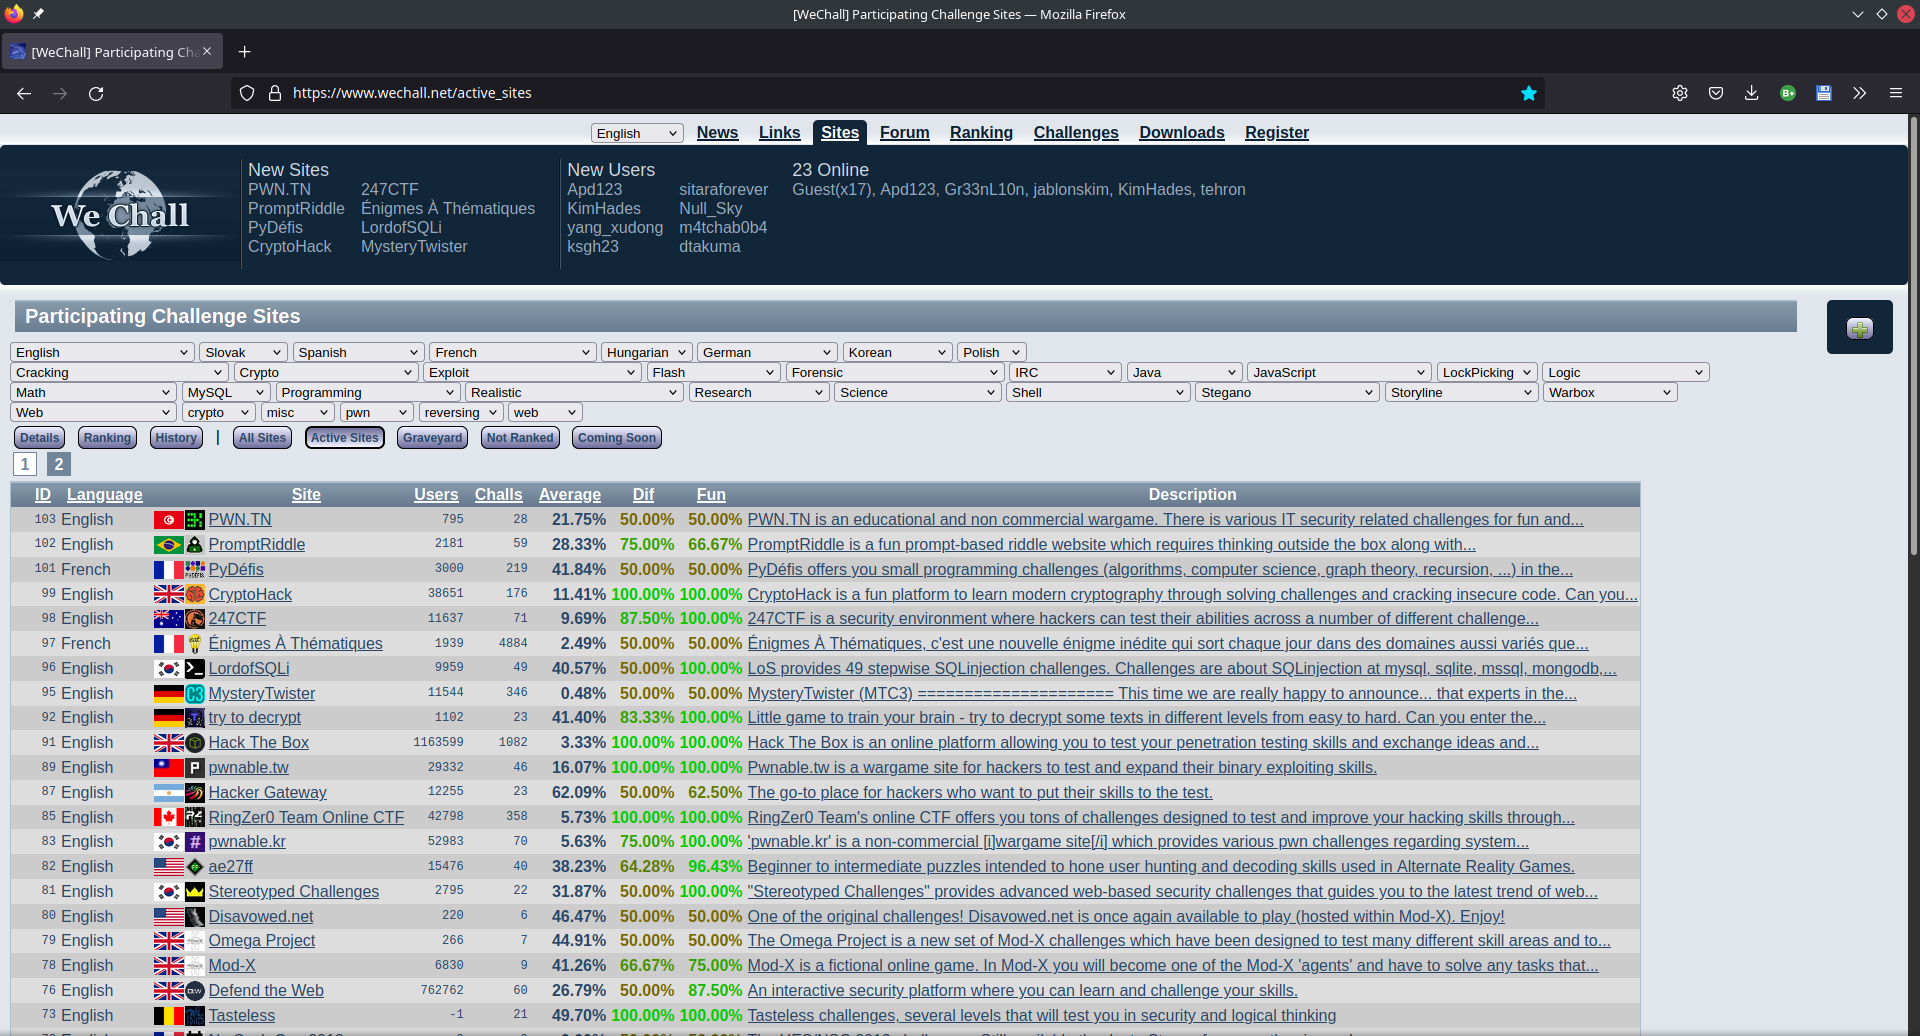 [WeChall] Participating Challenge Sites — Mozilla Firefox
[WeChall] Participating Cha
https://www.wechall.net/active_sites
English News Links Sites Forum Ranking Challenges Downloads Register
We Chall
New Sites
PWN.TN 247CTF
PromptRiddle Énigmes À Thématiques
PyDéfis LordofSQLi
CryptoHack MysteryTwister
New Users
Apd123 sitaraforever
KimHades Null_Sky
yang_xudong m4tchab0b4
ksgh23 dtakuma
23 Online
Guest(x17), Apd123, Gr33nL10n, jablonskim, KimHades, tehron
Participating Challenge Sites
English Slovak Spanish French Hungarian German Korean Polish
Cracking Crypto Exploit Flash Forensic IRC Java JavaScript LockPicking Logic
Math MySQL Programming Realistic Research Science Shell Stegano Storyline Warbox
Web crypto misc pwn reversing web
Details Ranking History | All Sites Active Sites Graveyard Not Ranked Coming Soon
1 2
ID Language Site Users Challs Average Dif Fun Description
103 English PWN.TN 795 28 21.75% 50.00% 50.00% PWN.TN is an educational and non commercial wargame. There is various IT security related challenges for fun and...
102 English PromptRiddle 2181 59 28.33% 75.00% 66.67% PromptRiddle is a fun prompt-based riddle website which requires thinking outside the box along with...
101 French PyDéfis 3000 219 41.84% 50.00% 50.00% PyDéfis offers you small programming challenges (algorithms, computer science, graph theory, recursion, ...) in the...
99 English CryptoHack 38651 176 11.41% 100.00% 100.00% CryptoHack is a fun platform to learn modern cryptography through solving challenges and cracking insecure code. Can you...
98 English 247CTF 11637 71 9.69% 87.50% 100.00% 247CTF is a security environment where hackers can test their abilities across a number of different challenge...
97 French Énigmes À Thématiques 1939 4884 2.49% 50.00% 50.00% Énigmes À Thématiques, c'est une nouvelle énigme inédite qui sort chaque jour dans des domaines aussi variés que...
96 English LordofSQLi 9959 49 40.57% 50.00% 100.00% LoS provides 49 stepwise SQLinjection challenges. Challenges are about SQLinjection at mysql, sqlite, mssql, mongodb,...
95 English MysteryTwister 11544 346 0.48% 50.00% 50.00% MysteryTwister (MTC3) ===================== This time we are really happy to announce... that experts in the...
92 English try to decrypt 1102 23 41.40% 83.33% 100.00% Little game to train your brain - try to decrypt some texts in different levels from easy to hard. Can you enter the...
91 English Hack The Box 1163599 1082 3.33% 100.00% 100.00% Hack The Box is an online platform allowing you to test your penetration testing skills and exchange ideas and...
89 English pwnable.tw 29332 46 16.07% 100.00% 100.00% Pwnable.tw is a wargame site for hackers to test and expand their binary exploiting skills.
87 English Hacker Gateway 12255 23 62.09% 50.00% 62.50% The go-to place for hackers who want to put their skills to the test.
85 English RingZer0 Team Online CTF 42798 358 5.73% 100.00% 100.00% RingZer0 Team's online CTF offers you tons of challenges designed to test and improve your hacking skills through...
83 English pwnable.kr 52983 70 5.63% 75.00% 100.00% 'pwnable.kr' is a non-commercial [i]wargame site[/i] which provides various pwn challenges regarding system...
82 English ae27ff 15476 40 38.23% 64.28% 96.43% Beginner to intermediate puzzles intended to hone user hunting and decoding skills used in Alternate Reality Games.
81 English Stereotyped Challenges 2795 22 31.87% 50.00% 100.00% "Stereotyped Challenges" provides advanced web-based security challenges that guides you to the latest trend of web...
80 English Disavowed.net 220 6 46.47% 50.00% 50.00% One of the original challenges! Disavowed.net is once again available to play (hosted within Mod-X). Enjoy!
79 English Omega Project 266 7 44.91% 50.00% 50.00% The Omega Project is a new set of Mod-X challenges which have been designed to test many different skill areas and to...
78 English Mod-X 6830 9 41.26% 66.67% 75.00% Mod-X is a fictional online game. In Mod-X you will become one of the Mod-X 'agents' and have to solve any tasks that...
76 English Defend the Web 762762 60 26.79% 50.00% 87.50% An interactive security platform where you can learn and challenge your skills.
73 English Tasteless -1 21 49.70% 100.00% 100.00% Tasteless challenges, several levels that will test you in security and logical thinking